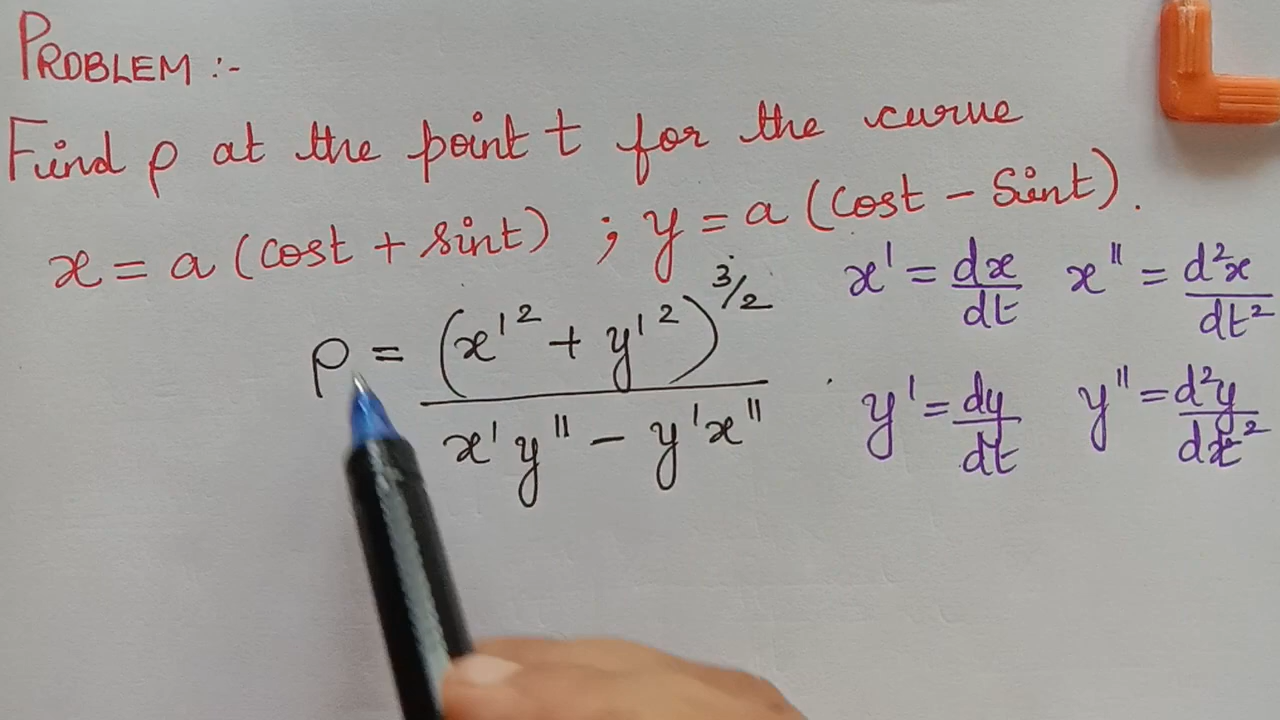 PROBLEM :-
Find ρ at the point t for the curve
x = a (cost + sint) ; y = a (cost - Sint).
x' = dx/dt x'' = d²x/dt²
ρ = (x'² + y'²)^3/2 / x'y'' - y'x''
y' = dy/dt y'' = d²y/dx²